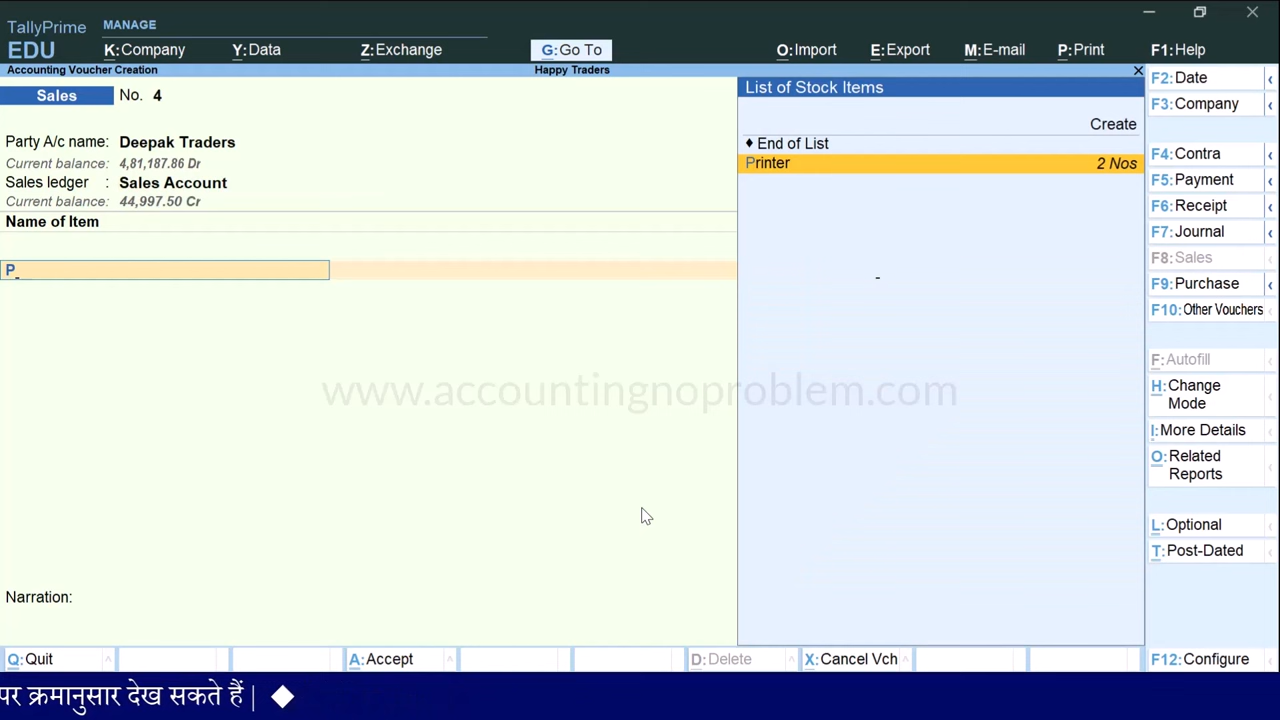 TallyPrime
EDU
MANAGE
K:Company
Y:Data
Z:Exchange
G:Go To
O:Import
E:Export
M:E-mail
P:Print
F1:Help
Accounting Voucher Creation
Happy Traders
Sales No. 4
Party A/c name: Deepak Traders
Current balance: 4,81,187.86 Dr
Sales ledger : Sales Account
Current balance: 44,997.50 Cr
Name of Item
P
List of Stock Items
Create
♦ End of List
Printer 2 Nos
www.accountingnoproblem.com
Narration:
F2:Date
F3:Company
F4:Contra
F5:Payment
F6:Receipt
F7:Journal
F8:Sales
F9:Purchase
F10:Other Vouchers
F:Autofill
H:Change
Mode
I:More Details
O:Related
Reports
L:Optional
T:Post-Dated
Q:Quit
A:Accept
D:Delete
X:Cancel Vch
F12:Configure
पर क्रमानुसार देख सकते हैं | ◆